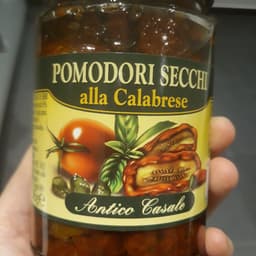 POMODORI SECCHI
alla Calabrese
Antico Casale